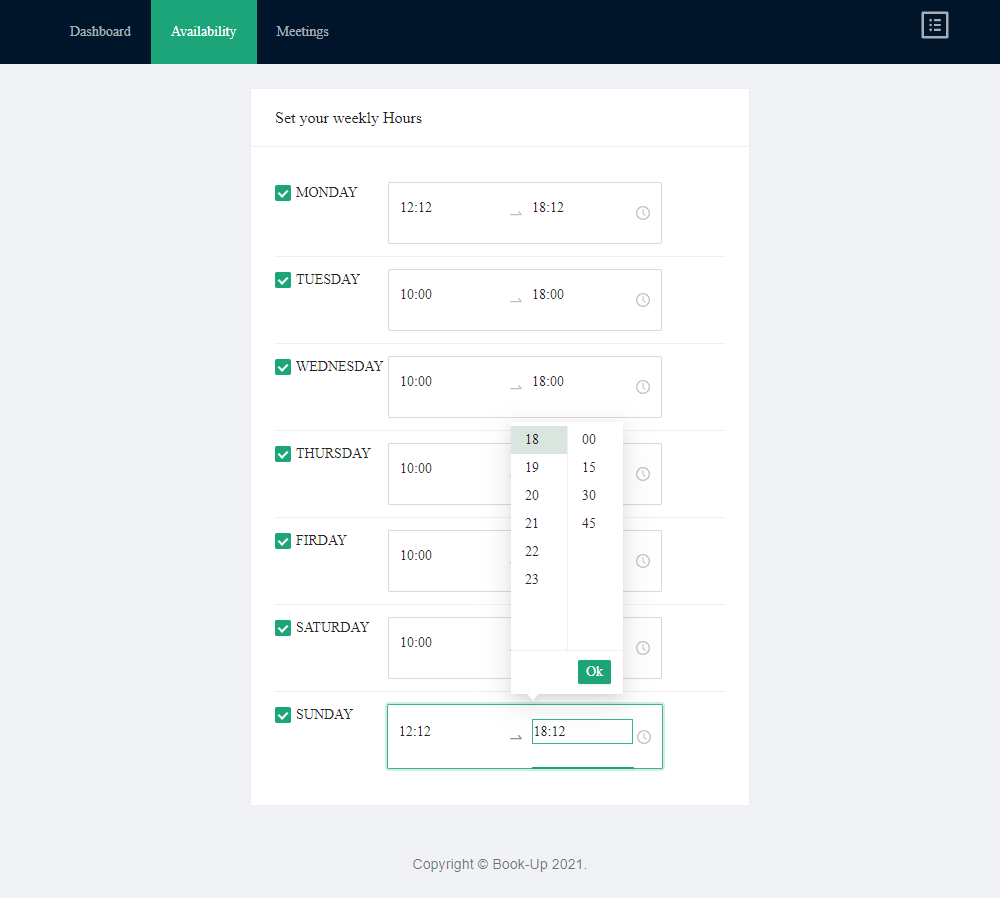 Dashboard Availability Meetings
Set your weekly Hours
MONDAY 12:12 18:12
TUESDAY 10:00 18:00
WEDNESDAY 10:00 18:00
THURSDAY 10:00
FIRDAY 10:00
SATURDAY 10:00
18 00
19 15
20 30
21 45
22
23
Ok
SUNDAY 12:12 18:12
Copyright © Book-Up 2021.